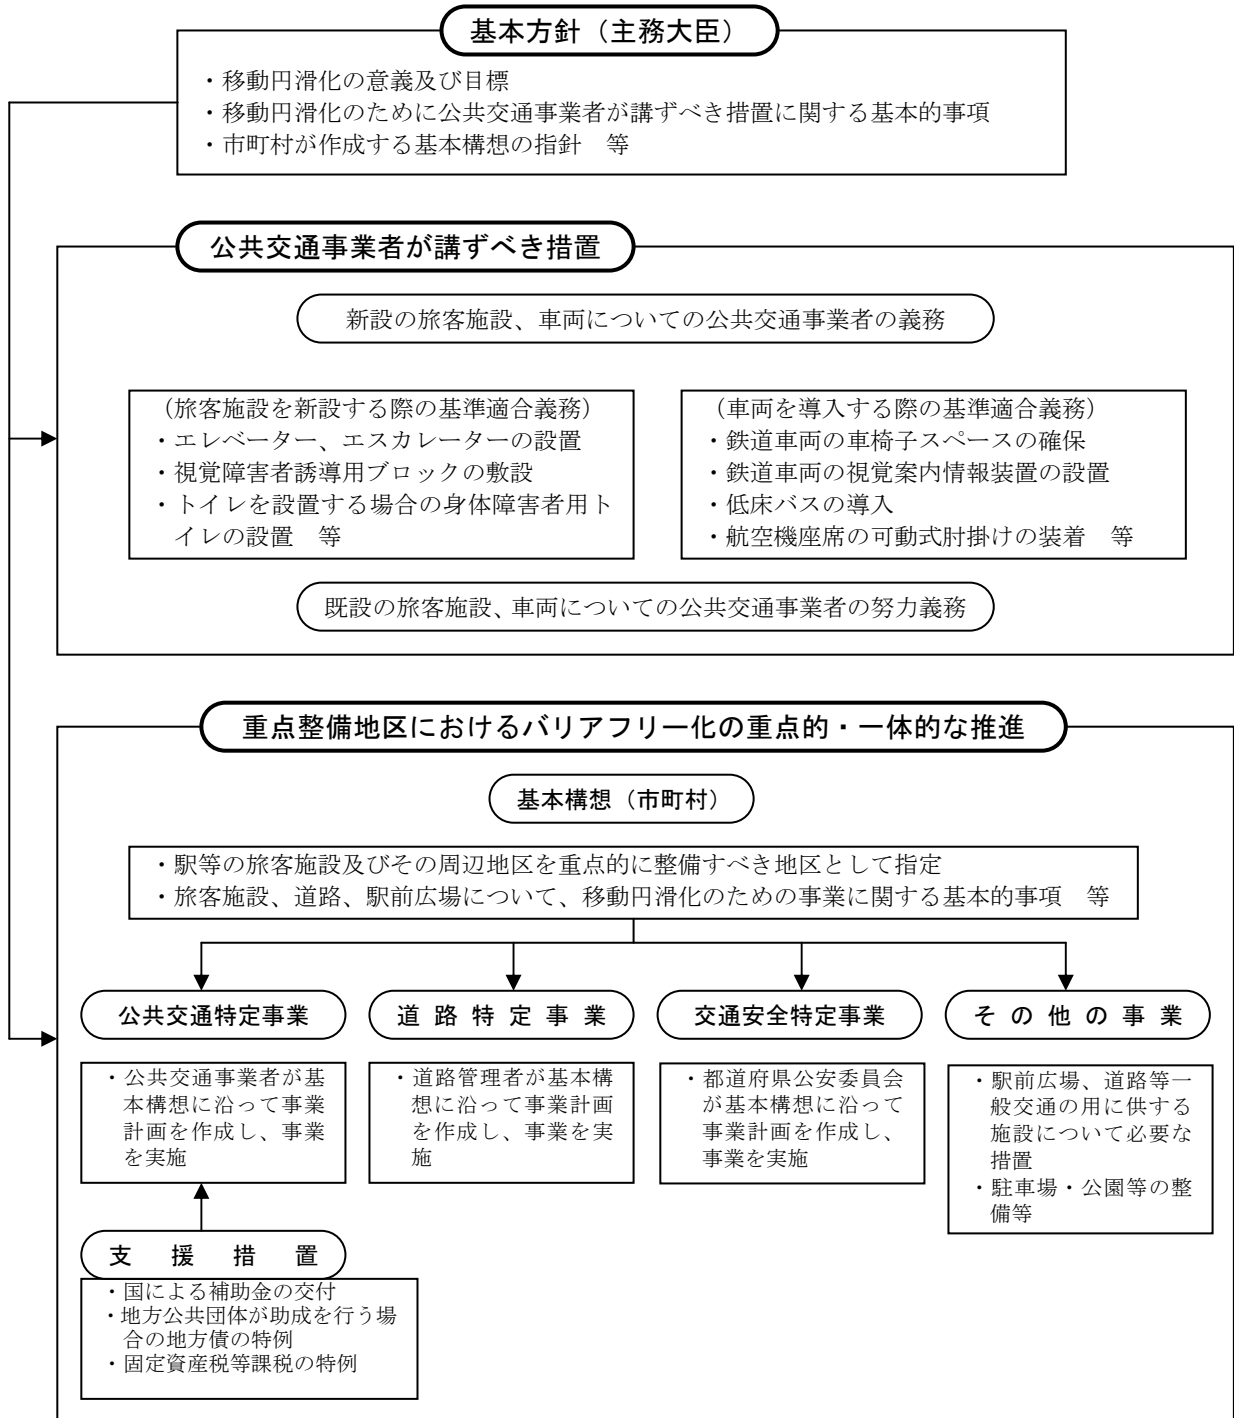 基本方針（主務大臣）
・移動円滑化の意義及び目標
・移動円滑化のために公共交通事業者が講ずべき措置に関する基本的事項
・市町村が作成する基本構想の指針　等
公共交通事業者が講ずべき措置
新設の旅客施設、車両についての公共交通事業者の義務
（旅客施設を新設する際の基準適合義務）
・エレベーター、エスカレーターの設置
・視覚障害者誘導用ブロックの敷設
・トイレを設置する場合の身体障害者用ト
イレの設置　等
（車両を導入する際の基準適合義務）
・鉄道車両の車椅子スペースの確保
・鉄道車両の視覚案内情報装置の設置
・低床バスの導入
・航空機座席の可動式肘掛けの装着　等
既設の旅客施設、車両についての公共交通事業者の努力義務
重点整備地区におけるバリアフリー化の重点的・一体的な推進
基本構想（市町村）
・駅等の旅客施設及びその周辺地区を重点的に整備すべき地区として指定
・旅客施設、道路、駅前広場について、移動円滑化のための事業に関する基本的事項　等
公共交通特定事業
・公共交通事業者が基
本構想に沿って事業
計画を作成し、事業
を実施
道路特定事業
・道路管理者が基本構
想に沿って事業計画
を作成し、事業を実
施
交通安全特定事業
・都道府県公安委員会
が基本構想に沿って
事業計画を作成し、
事業を実施
その他の事業
・駅前広場、道路等一
般交通の用に供する
施設について必要な
措置
・駐車場・公園等の整
備等
支援措置
・国による補助金の交付
・地方公共団体が助成を行う場
合の地方債の特例
・固定資産税等課税の特例